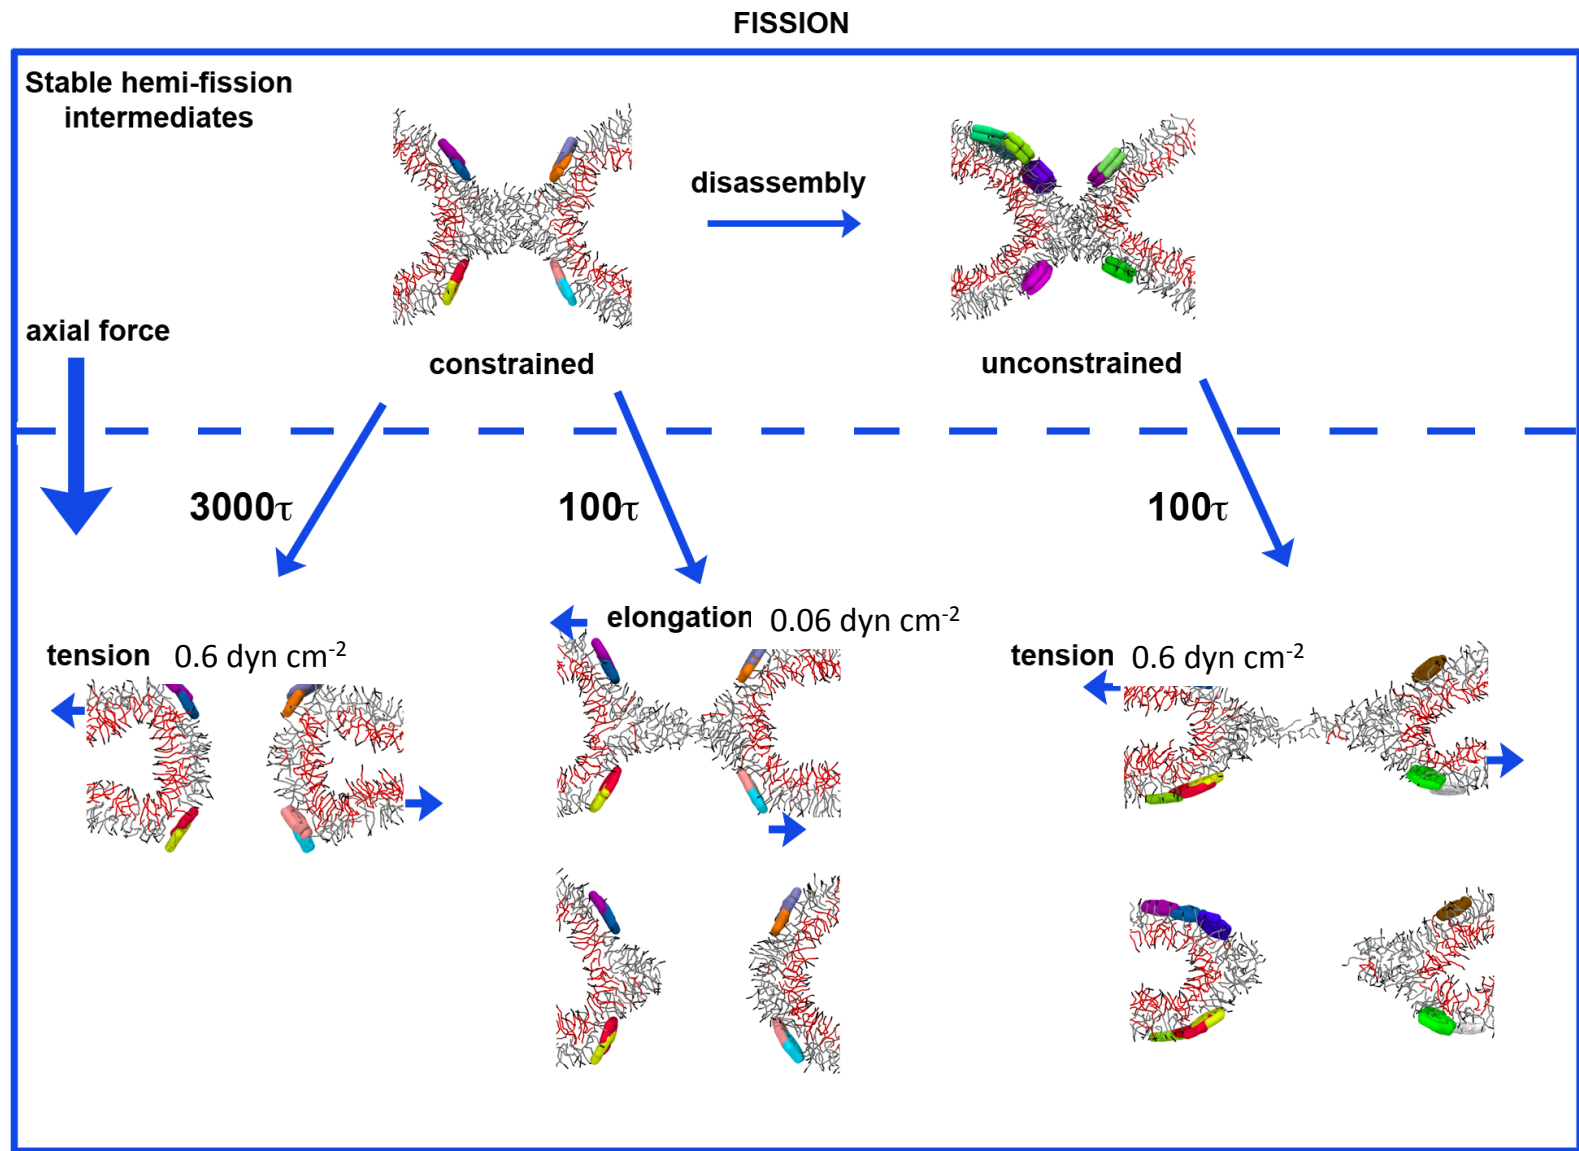 FISSION
Stable hemi-fission
intermediates
disassembly
axial force
constrained
unconstrained
3000τ
100τ
100τ
elongation 0.06 dyn cm⁻²
tension 0.6 dyn cm⁻²
tension 0.6 dyn cm⁻²